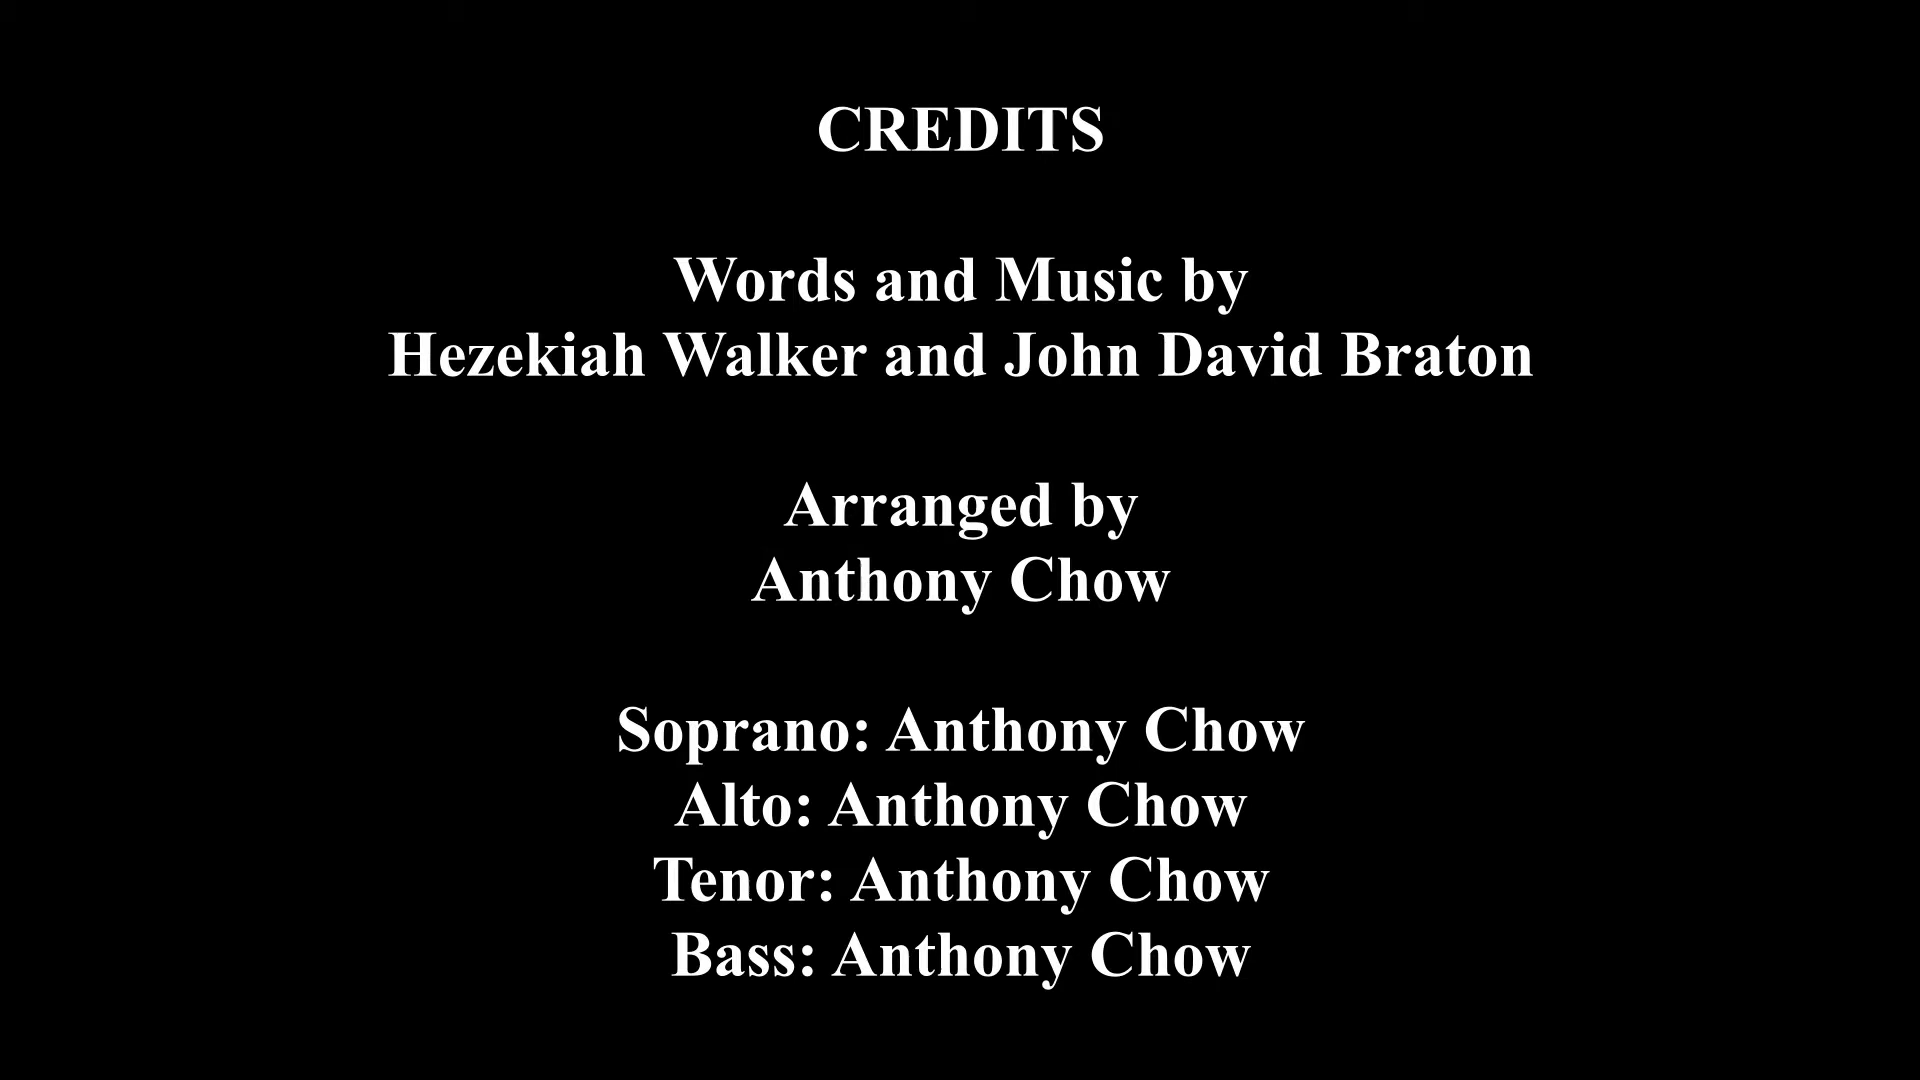 CREDITS
Words and Music by
Hezekiah Walker and John David Braton
Arranged by
Anthony Chow
Soprano: Anthony Chow
Alto: Anthony Chow
Tenor: Anthony Chow
Bass: Anthony Chow